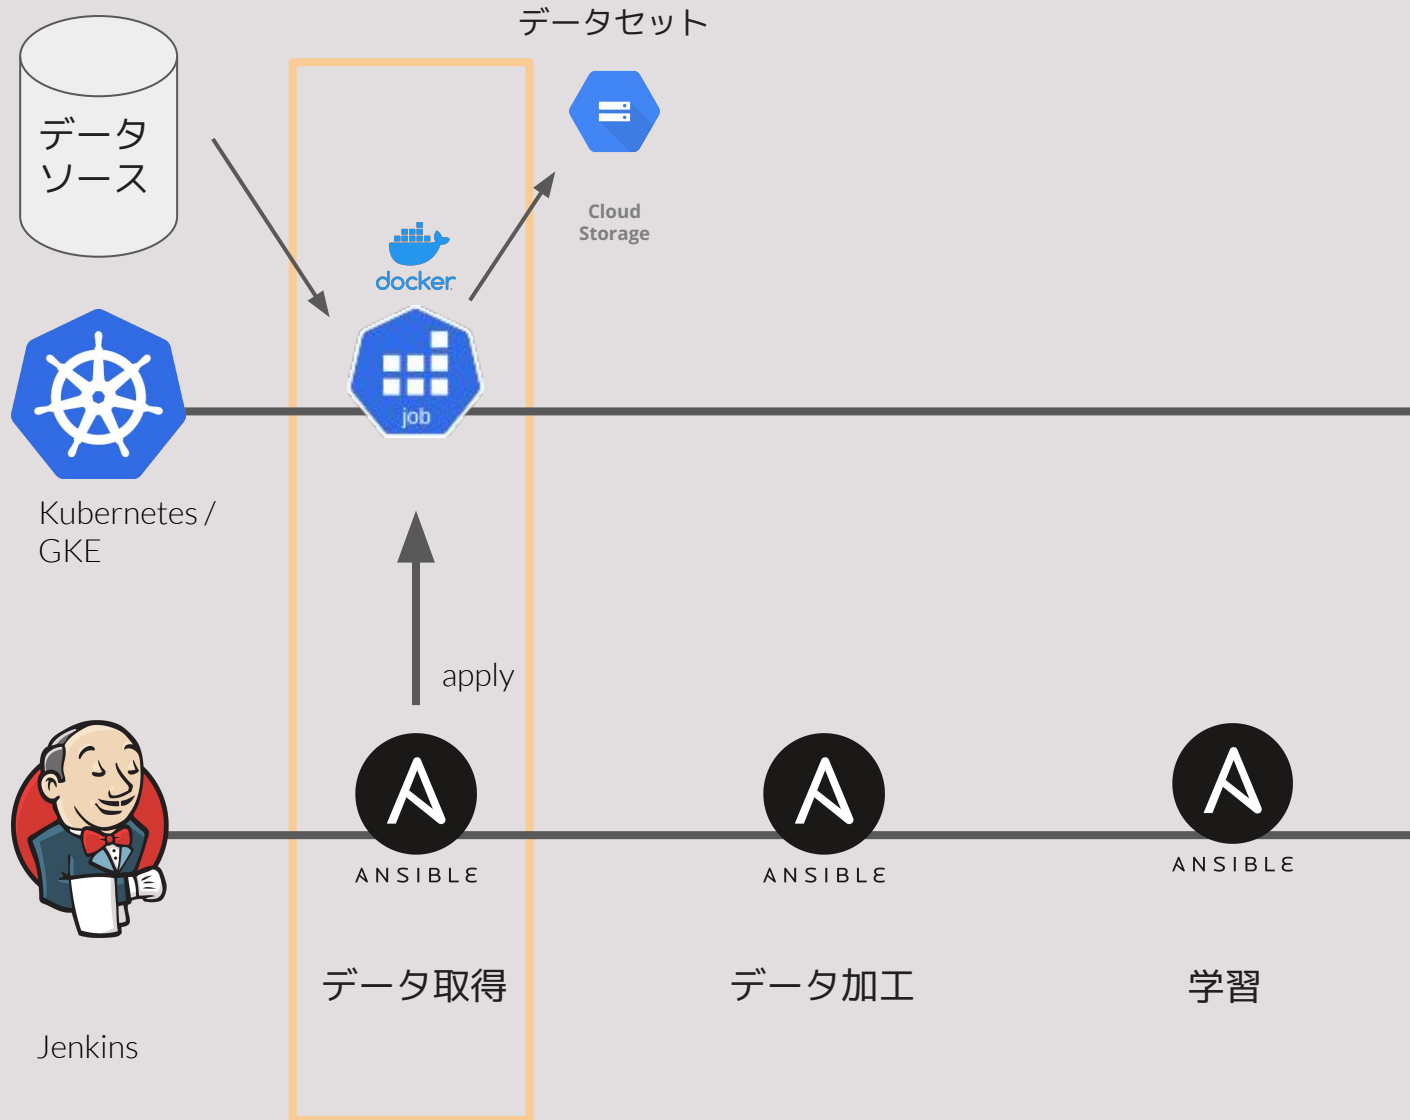 データセット
データ
ソース
Cloud
Storage
docker
job
Kubernetes /
GKE
apply
ANSIBLE
ANSIBLE
ANSIBLE
データ取得
データ加工
学習
Jenkins